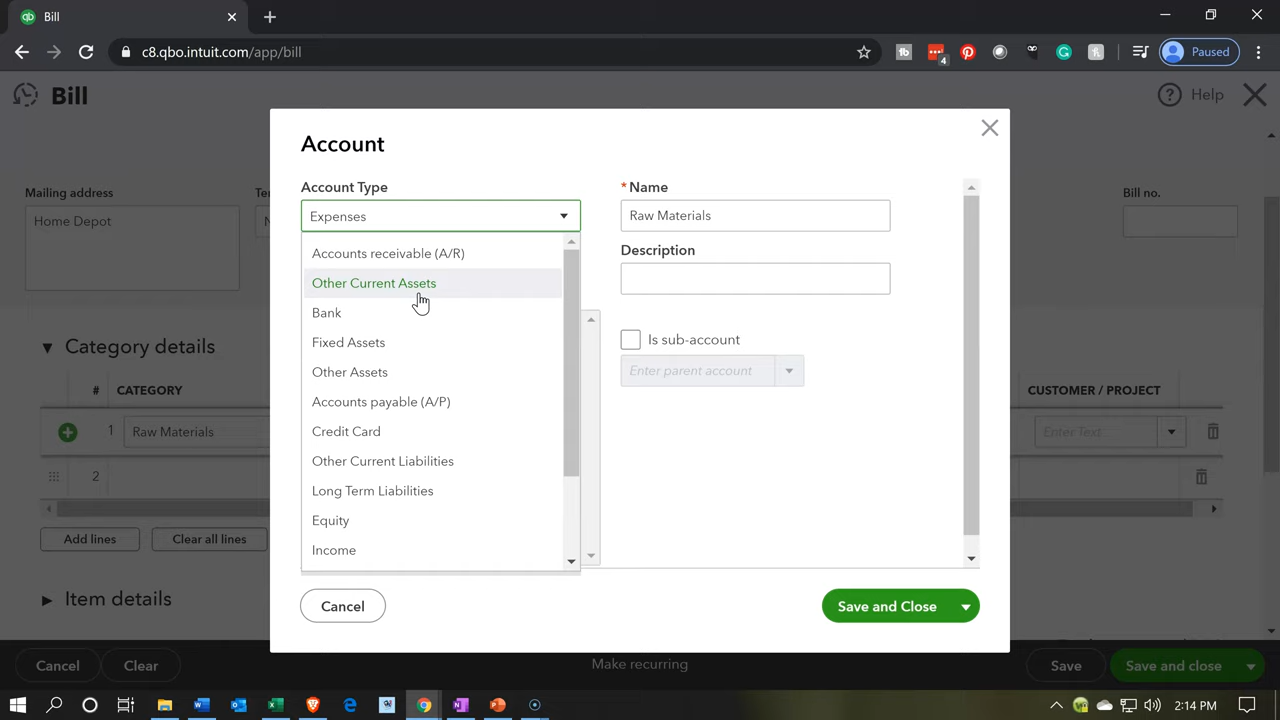 Bill
c8.qbo.intuit.com/app/bill
4
Paused
Bill
Help
Mailing address
Home Depot
Bill no.
Account
Account Type
Expenses
Accounts receivable (A/R)
Other Current Assets
Bank
Fixed Assets
Other Assets
Accounts payable (A/P)
Credit Card
Other Current Liabilities
Long Term Liabilities
Equity
Income
* Name
Raw Materials
Description
Is sub-account
Enter parent account
Cancel
Save and Close
Category details
# CATEGORY
CUSTOMER / PROJECT
1 Raw Materials
Enter Text...
2
Add lines
Clear all lines
Item details
Cancel
Clear
Make recurring
Save
Save and close
2:14 PM